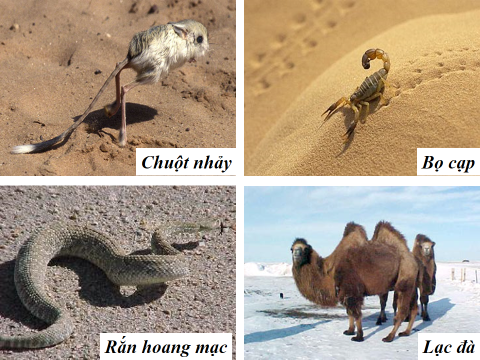 Chuột nhảy
Bọ cạp
Rắn hoang mạc
Lạc đà